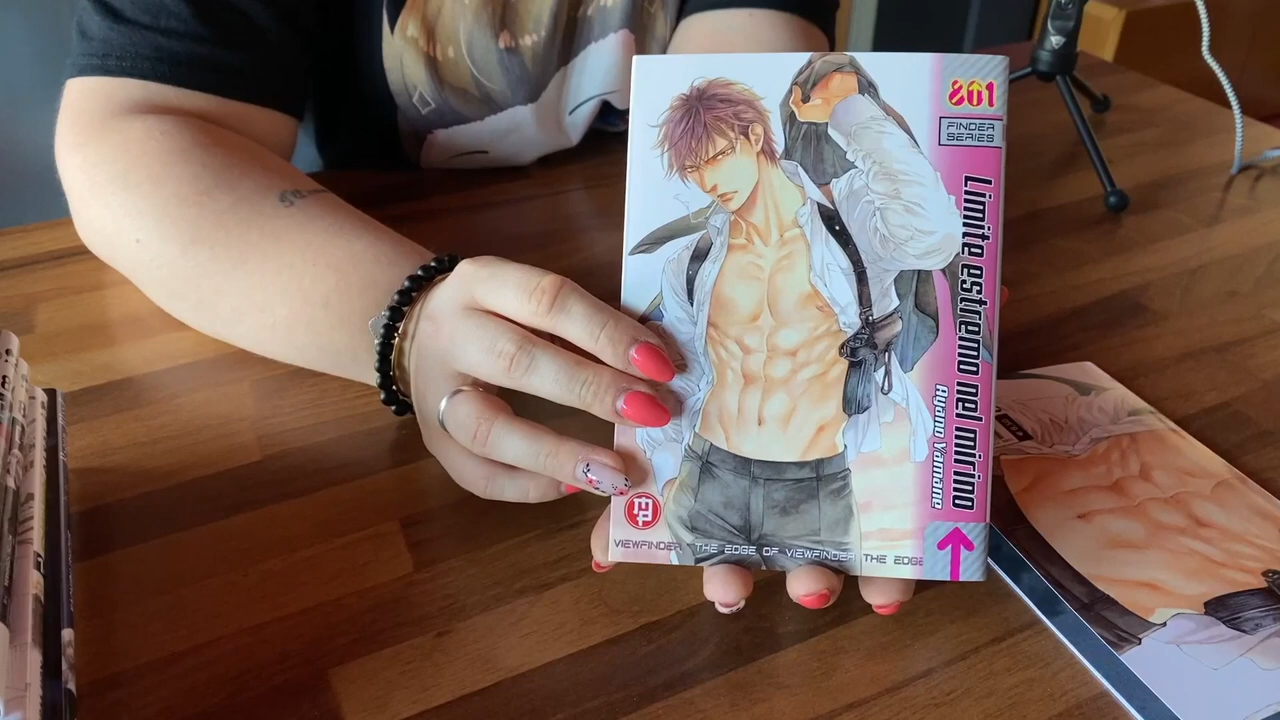 801
FINDER
SERIES
Limite estremo nel mirino
Ayano Yamane
VIEWFINDER THE EDGE OF VIEWFINDER THE EDGE